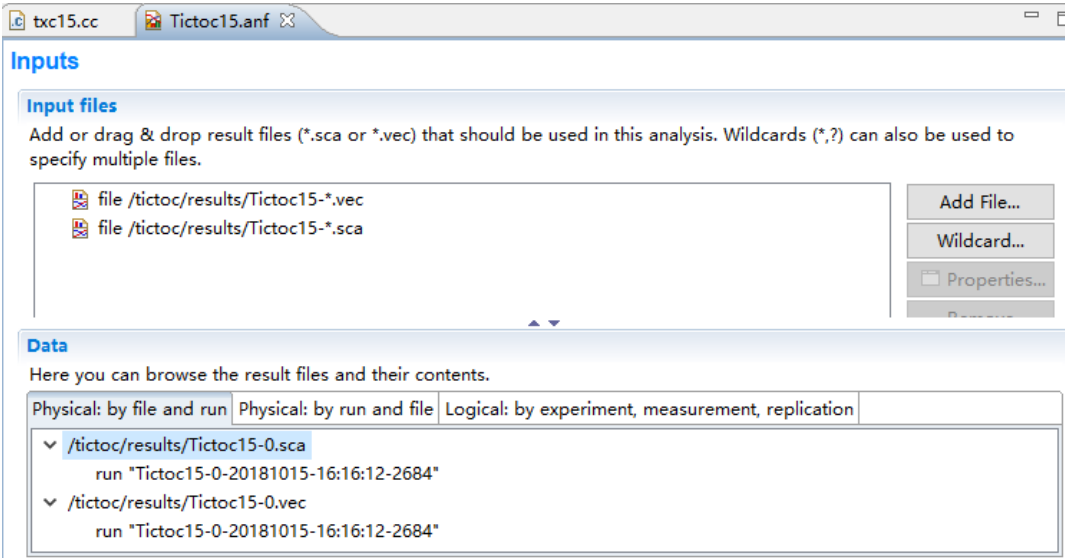 txc15.cc
Tictoc15.anf
Inputs
Input files
Add or drag & drop result files (*.sca or *.vec) that should be used in this analysis. Wildcards (*,?) can also be used to
specify multiple files.
file /tictoc/results/Tictoc15-*.vec
file /tictoc/results/Tictoc15-*.sca
Add File...
Wildcard...
Properties...
Data
Here you can browse the result files and their contents.
Physical: by file and run Physical: by run and file Logical: by experiment, measurement, replication
/tictoc/results/Tictoc15-0.sca
run "Tictoc15-0-20181015-16:16:12-2684"
/tictoc/results/Tictoc15-0.vec
run "Tictoc15-0-20181015-16:16:12-2684"